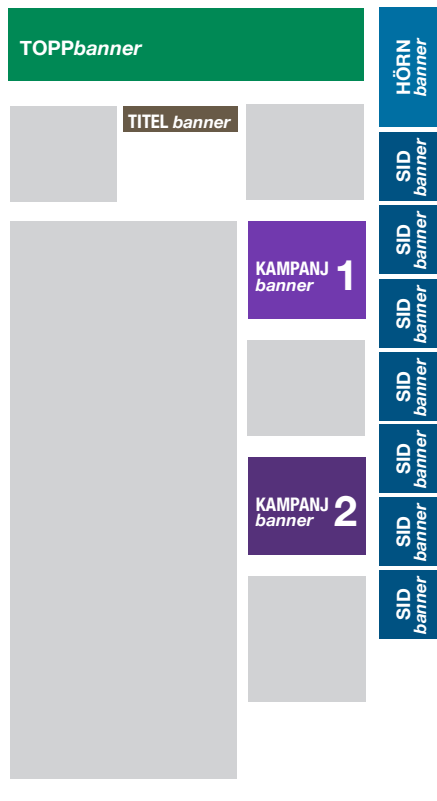 TOPPbanner
TITEL banner
KAMPANJ 1
banner
KAMPANJ 2
banner
HÖRN
banner
SID
banner
SID
banner
SID
banner
SID
banner
SID
banner
SID
banner
SID
banner